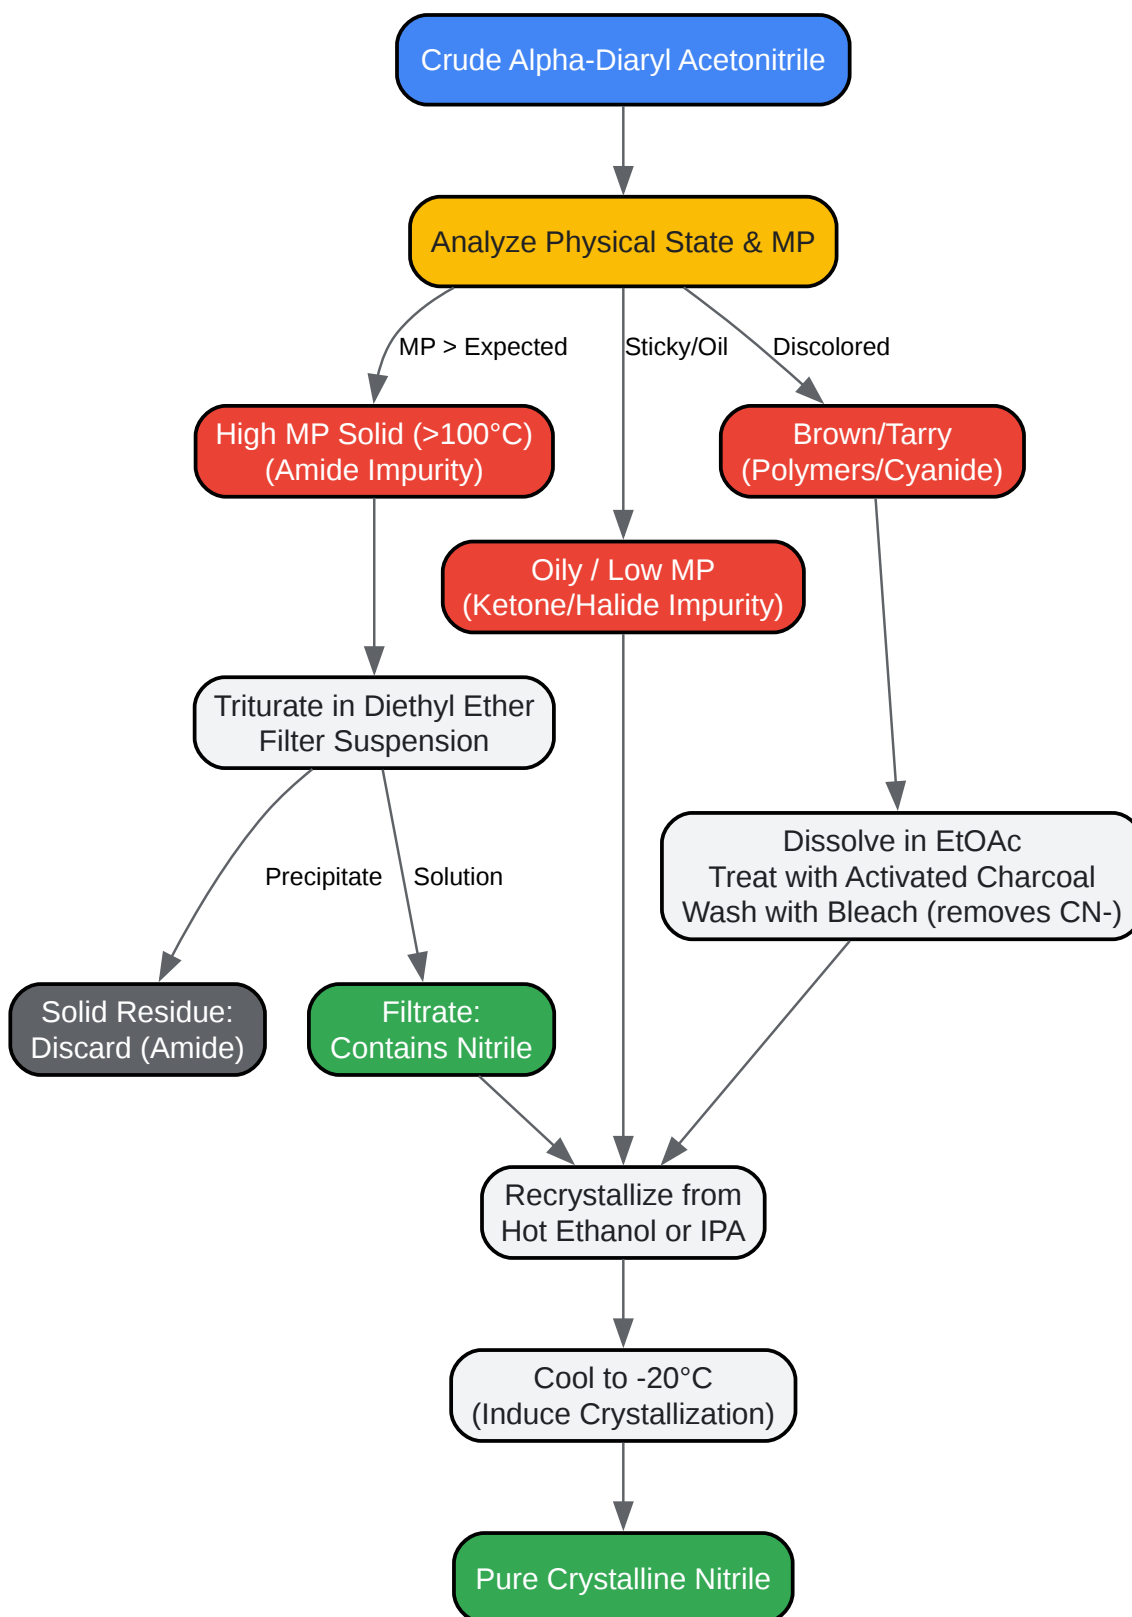 Crude Alpha-Diaryl Acetonitrile
Analyze Physical State & MP
MP > Expected
Sticky/Oil
Discolored
High MP Solid (>100°C)
(Amide Impurity)
Brown/Tarry
(Polymers/Cyanide)
Oily / Low MP
(Ketone/Halide Impurity)
Triturate in Diethyl Ether
Filter Suspension
Dissolve in EtOAc
Treat with Activated Charcoal
Wash with Bleach (removes CN-)
Precipitate
Solution
Solid Residue:
Discard (Amide)
Filtrate:
Contains Nitrile
Recrystallize from
Hot Ethanol or IPA
Cool to -20°C
(Induce Crystallization)
Pure Crystalline Nitrile